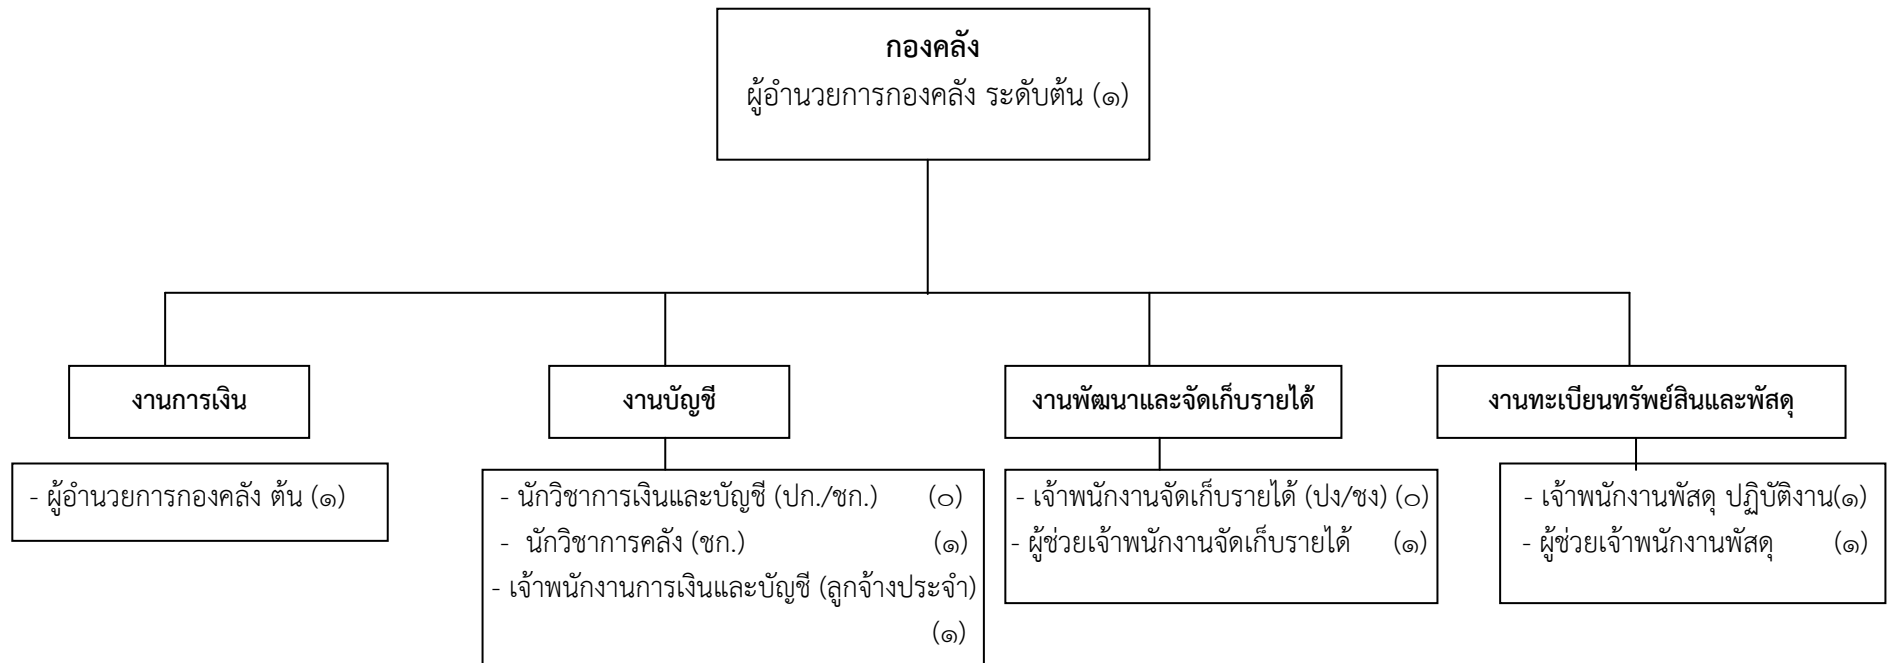 กองคลัง
ผู้อำนวยการกองคลัง ระดับต้น (๑)
งานการเงิน
- ผู้อำนวยการกองคลัง ต้น (๑)
งานบัญชี
- นักวิชาการเงินและบัญชี (ปก./ชก.) (๐)
- นักวิชาการคลัง (ชก.) (๑)
- เจ้าพนักงานการเงินและบัญชี (ลูกจ้างประจำ)
(๑)
งานพัฒนาและจัดเก็บรายได้
- เจ้าพนักงานจัดเก็บรายได้ (ปง/ชง) (๐)
- ผู้ช่วยเจ้าพนักงานจัดเก็บรายได้ (๑)
งานทะเบียนทรัพย์สินและพัสดุ
- เจ้าพนักงานพัสดุ ปฏิบัติงาน(๑)
- ผู้ช่วยเจ้าพนักงานพัสดุ (๑)